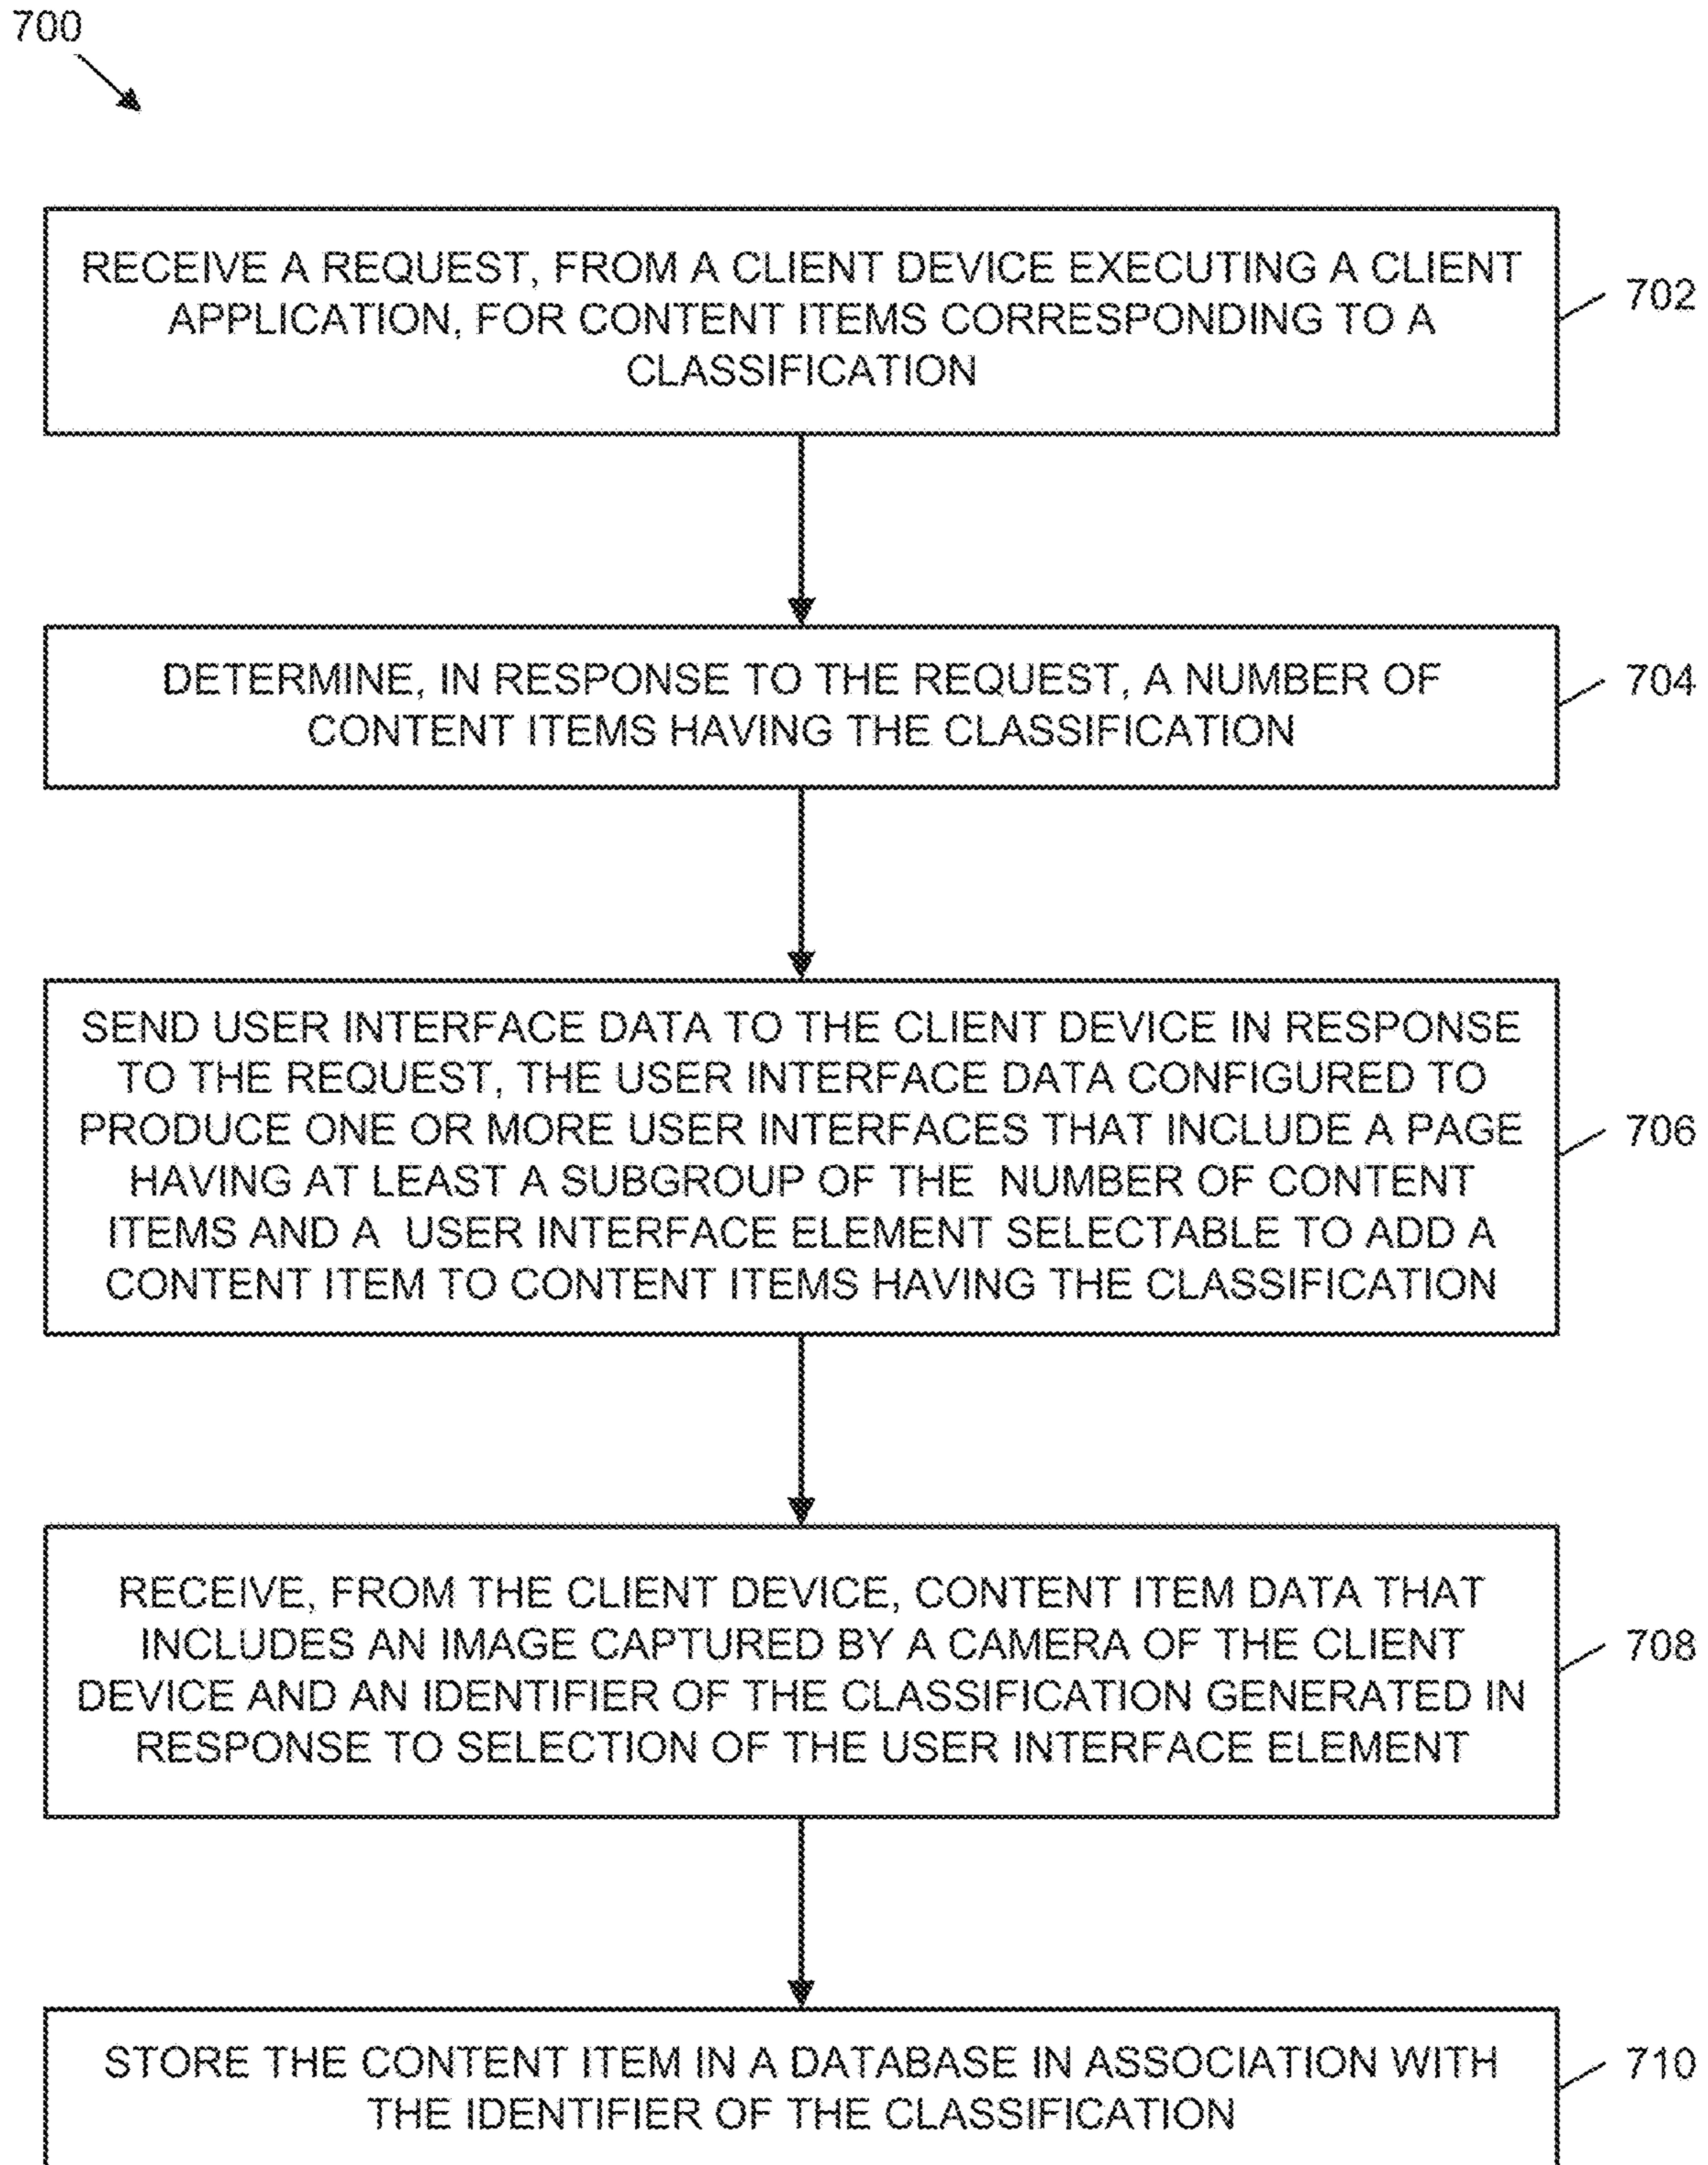 700
RECEIVE A REQUEST, FROM A CLIENT DEVICE EXECUTING A CLIENT
APPLICATION, FOR CONTENT ITEMS CORRESPONDING TO A
CLASSIFICATION
702
DETERMINE, IN RESPONSE TO THE REQUEST, A NUMBER OF
CONTENT ITEMS HAVING THE CLASSIFICATION
704
SEND USER INTERFACE DATA TO THE CLIENT DEVICE IN RESPONSE
TO THE REQUEST, THE USER INTERFACE DATA CONFIGURED TO
PRODUCE ONE OR MORE USER INTERFACES THAT INCLUDE A PAGE
HAVING AT LEAST A SUBGROUP OF THE NUMBER OF CONTENT
ITEMS AND A USER INTERFACE ELEMENT SELECTABLE TO ADD A
CONTENT ITEM TO CONTENT ITEMS HAVING THE CLASSIFICATION
706
RECEIVE, FROM THE CLIENT DEVICE, CONTENT ITEM DATA THAT
INCLUDES AN IMAGE CAPTURED BY A CAMERA OF THE CLIENT
DEVICE AND AN IDENTIFIER OF THE CLASSIFICATION GENERATED IN
RESPONSE TO SELECTION OF THE USER INTERFACE ELEMENT
708
STORE THE CONTENT ITEM IN A DATABASE IN ASSOCIATION WITH
THE IDENTIFIER OF THE CLASSIFICATION
710